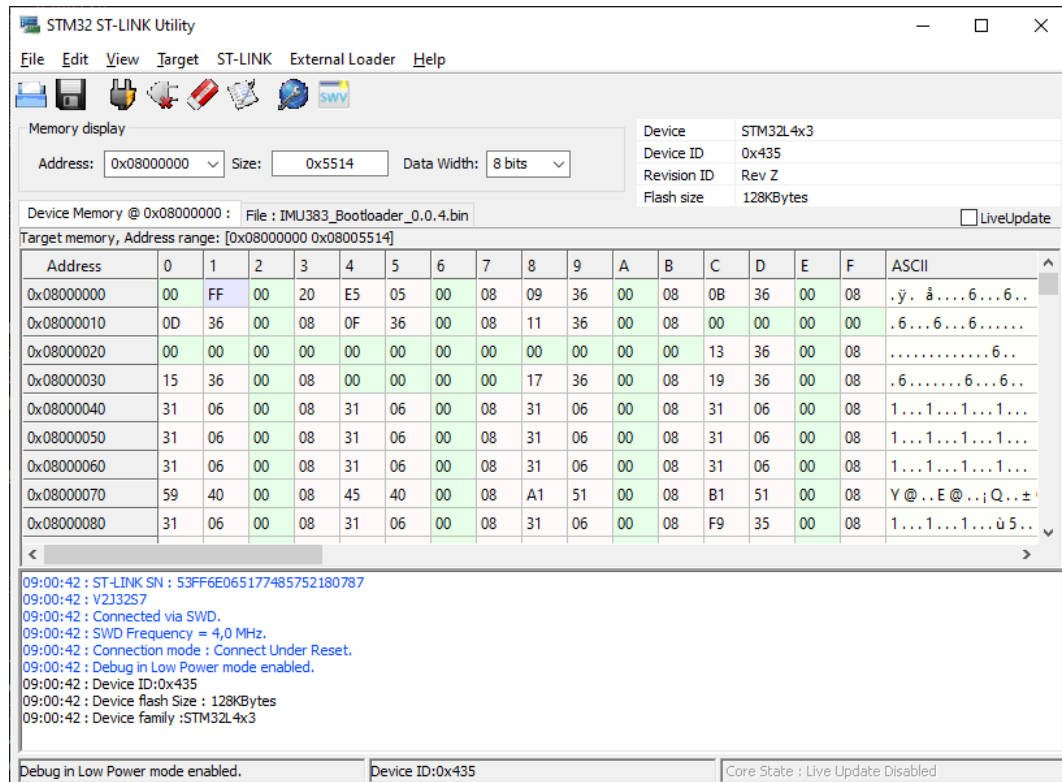 STM32 ST-LINK Utility
File Edit View Target ST-LINK External Loader Help
SWV
Memory display
Address: 0x08000000 Size: 0x5514 Data Width: 8 bits
Device STM32L4x3
Device ID 0x435
Revision ID Rev Z
Flash size 128KBytes
Device Memory @ 0x08000000 : File : IMU383_Bootloader_0.0.4.bin
LiveUpdate
Target memory, Address range: [0x08000000 0x08005514]
Address 0 1 2 3 4 5 6 7 8 9 A B C D E F ASCII
0x08000000 00 FF 00 20 E5 05 00 08 09 36 00 08 0B 36 00 08 .ÿ. å....6...6..
0x08000010 0D 36 00 08 0F 36 00 08 11 36 00 08 00 00 00 00 .6...6...6......
0x08000020 00 00 00 00 00 00 00 00 00 00 00 00 13 36 00 08 .............6..
0x08000030 15 36 00 08 00 00 00 00 17 36 00 08 19 36 00 08 .6.......6...6..
0x08000040 31 06 00 08 31 06 00 08 31 06 00 08 31 06 00 08 1...1...1...1...
0x08000050 31 06 00 08 31 06 00 08 31 06 00 08 31 06 00 08 1...1...1...1...
0x08000060 31 06 00 08 31 06 00 08 31 06 00 08 31 06 00 08 1...1...1...1...
0x08000070 59 40 00 08 45 40 00 08 A1 51 00 08 B1 51 00 08 Y@..E@..¡Q..±
0x08000080 31 06 00 08 31 06 00 08 31 06 00 08 F9 35 00 08 1...1...1...ù5..
09:00:42 : ST-LINK SN : 53FF6E065177485752180787
09:00:42 : V2J32S7
09:00:42 : Connected via SWD.
09:00:42 : SWD Frequency = 4,0 MHz.
09:00:42 : Connection mode : Connect Under Reset.
09:00:42 : Debug in Low Power mode enabled.
09:00:42 : Device ID:0x435
09:00:42 : Device flash Size : 128KBytes
09:00:42 : Device family :STM32L4x3
Debug in Low Power mode enabled. Device ID:0x435 Core State : Live Update Disabled